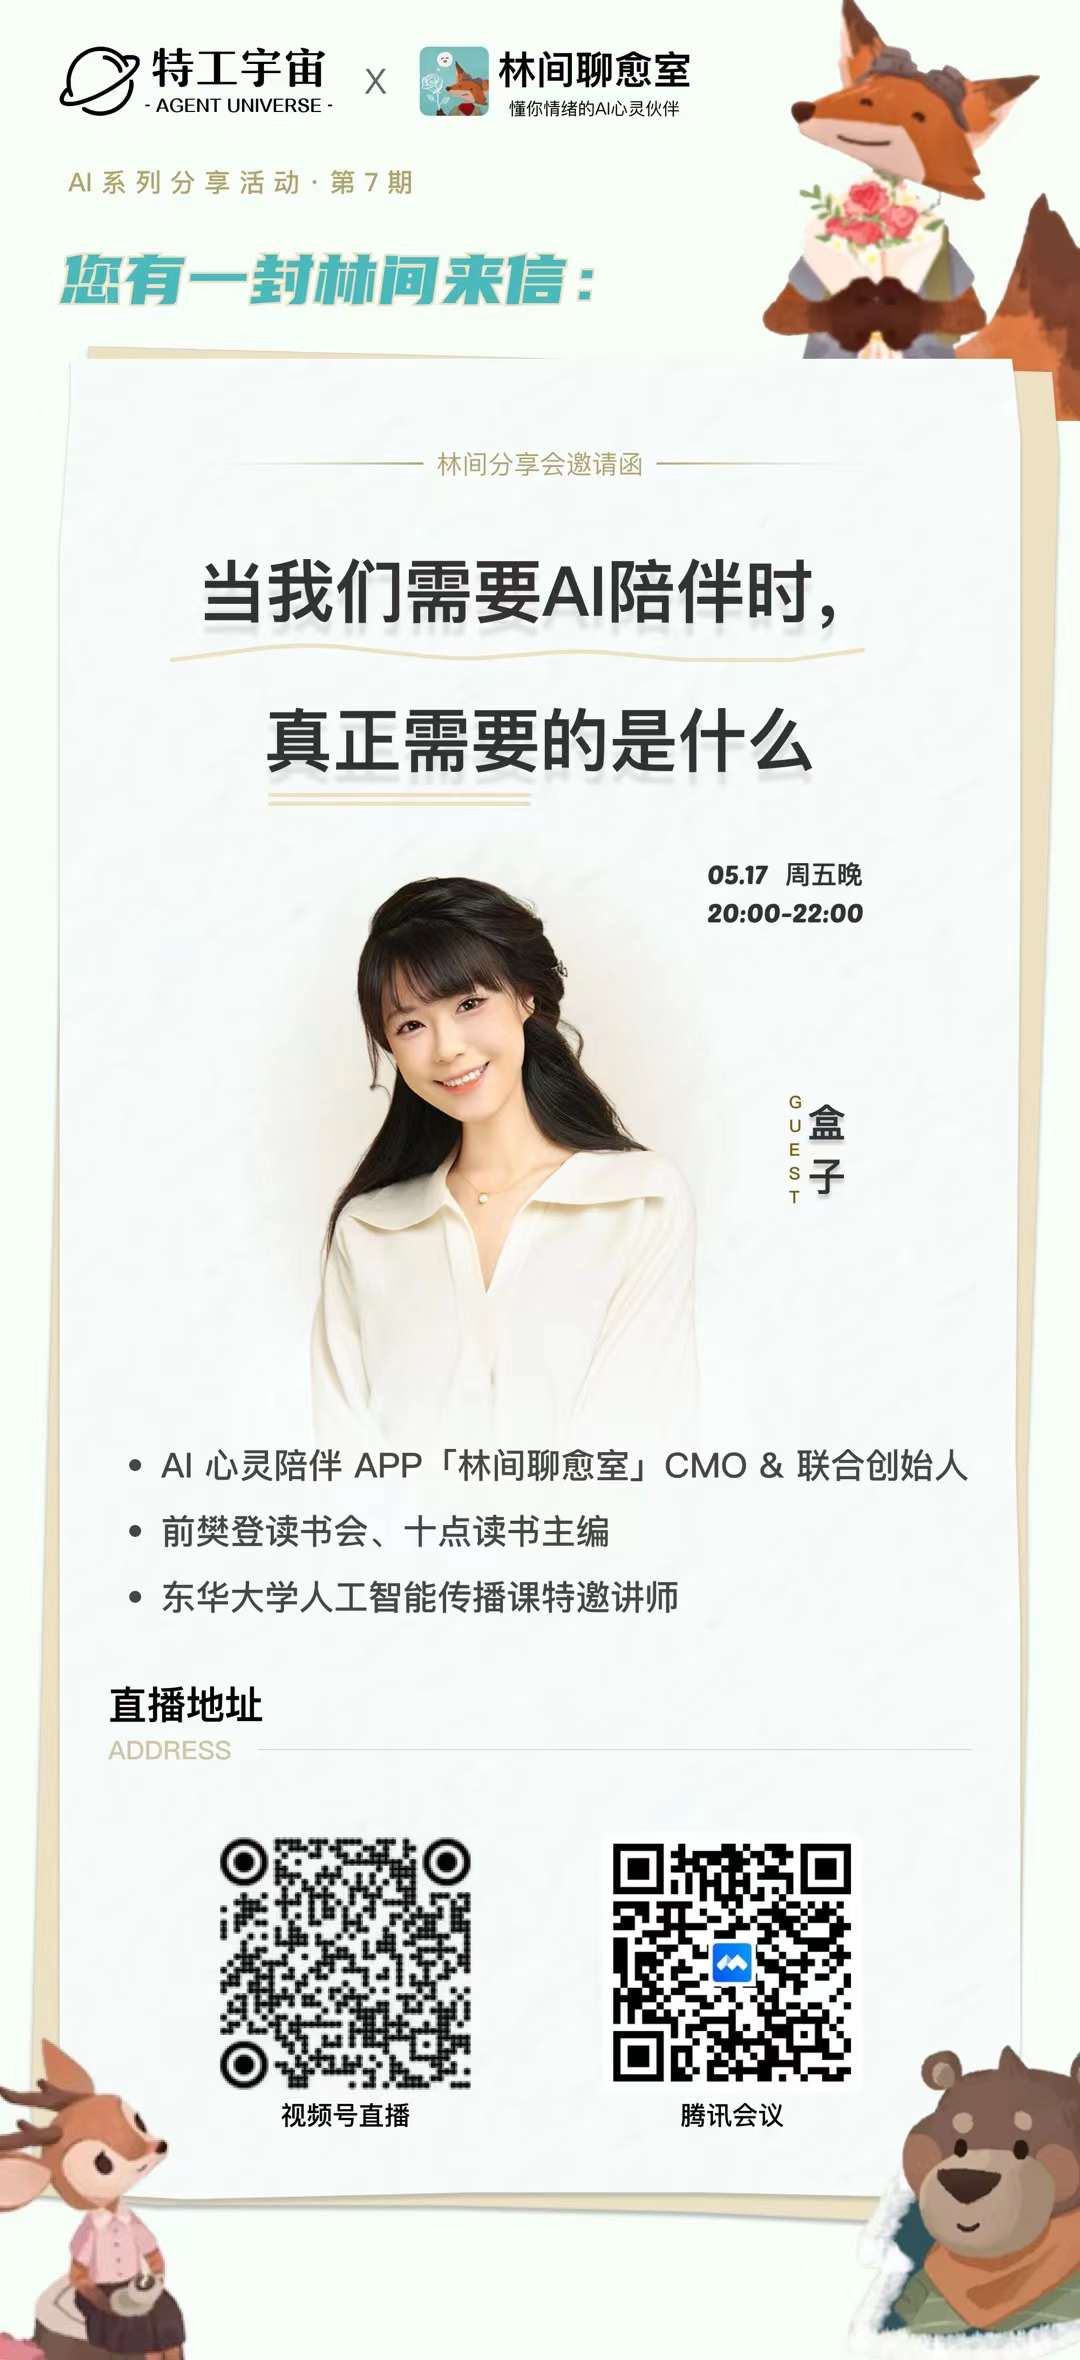 特工宇宙
- AGENT UNIVERSE -
X
林间聊愈室
懂你情绪的AI心灵伙伴
AI系列分享活动·第7期
您有一封林间来信：
林间分享会邀请函
当我们需要AI陪伴时，
真正需要的是什么
05.17 周五晚
20:00-22:00
GUEST
盒子
• AI 心灵陪伴 APP「林间聊愈室」CMO & 联合创始人
• 前樊登读书会、十点读书主编
• 东华大学人工智能传播课特邀讲师
直播地址
ADDRESS
视频号直播
腾讯会议